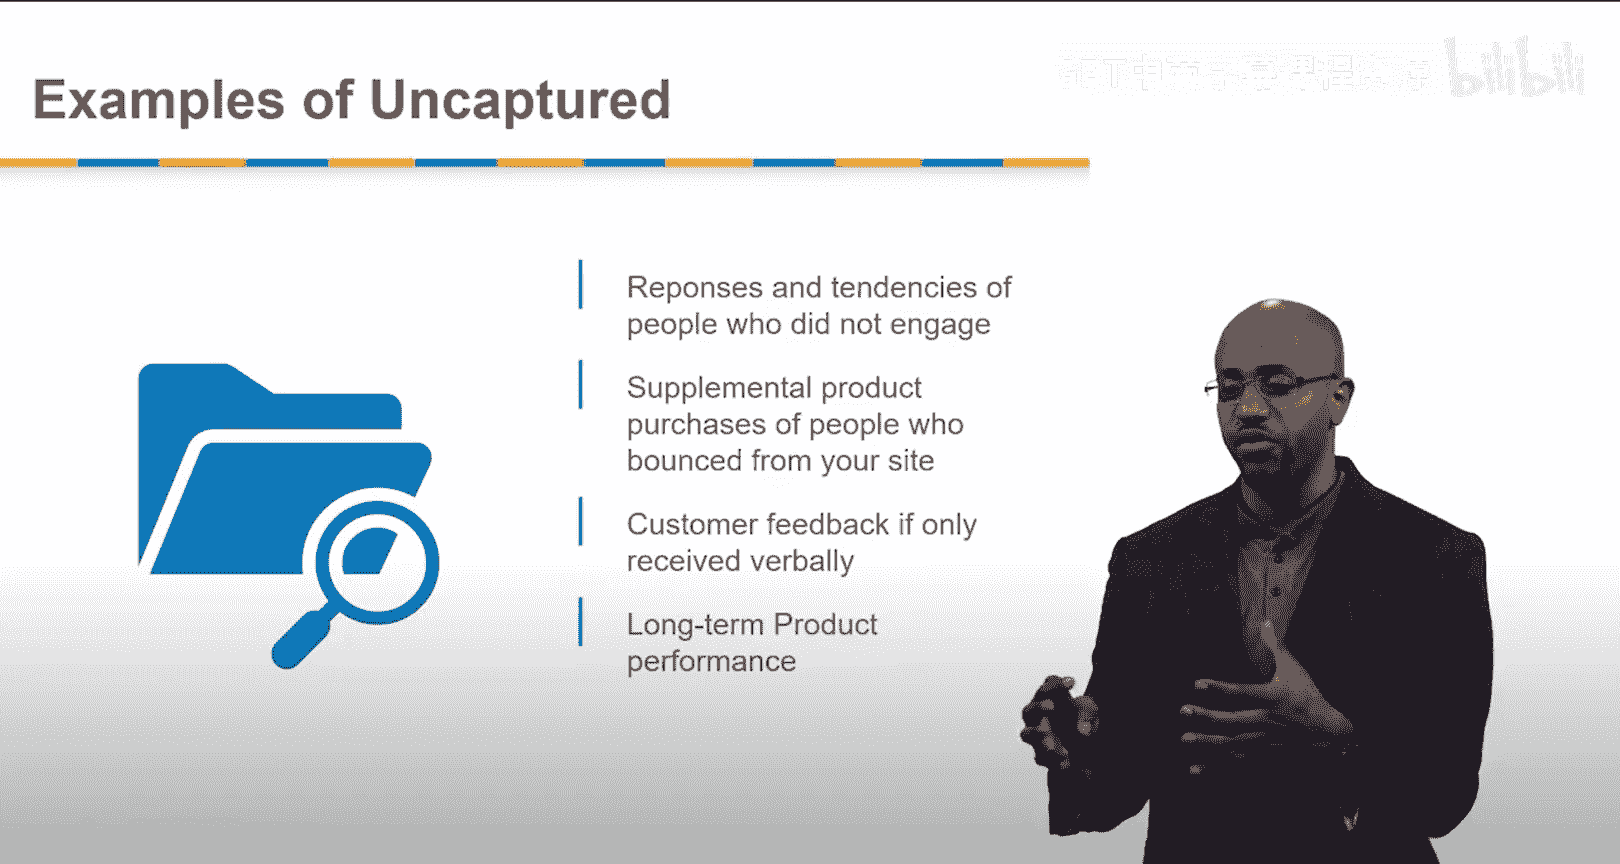 Examples of Uncaptured
bilibili
Reponses and tendencies of
people who did not engage
Supplemental product
purchases of people who
bounced from your site
Customer feedback if only
received verbally
Long-term Product
performance